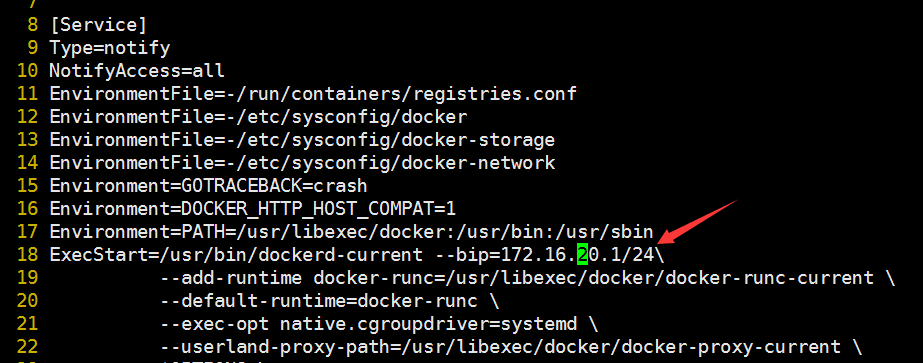 7
8 [Service]
9 Type=notify
10 NotifyAccess=all
11 EnvironmentFile=-/run/containers/registries.conf
12 EnvironmentFile=-/etc/sysconfig/docker
13 EnvironmentFile=-/etc/sysconfig/docker-storage
14 EnvironmentFile=-/etc/sysconfig/docker-network
15 Environment=GOTRACEBACK=crash
16 Environment=DOCKER_HTTP_HOST_COMPAT=1
17 Environment=PATH=/usr/libexec/docker:/usr/bin:/usr/sbin
18 ExecStart=/usr/bin/dockerd-current --bip=172.16.20.1/24\
19           --add-runtime docker-runc=/usr/libexec/docker/docker-runc-current \
20           --default-runtime=docker-runc \
21           --exec-opt native.cgroupdriver=systemd \
22           --userland-proxy-path=/usr/libexec/docker/docker-proxy-current \